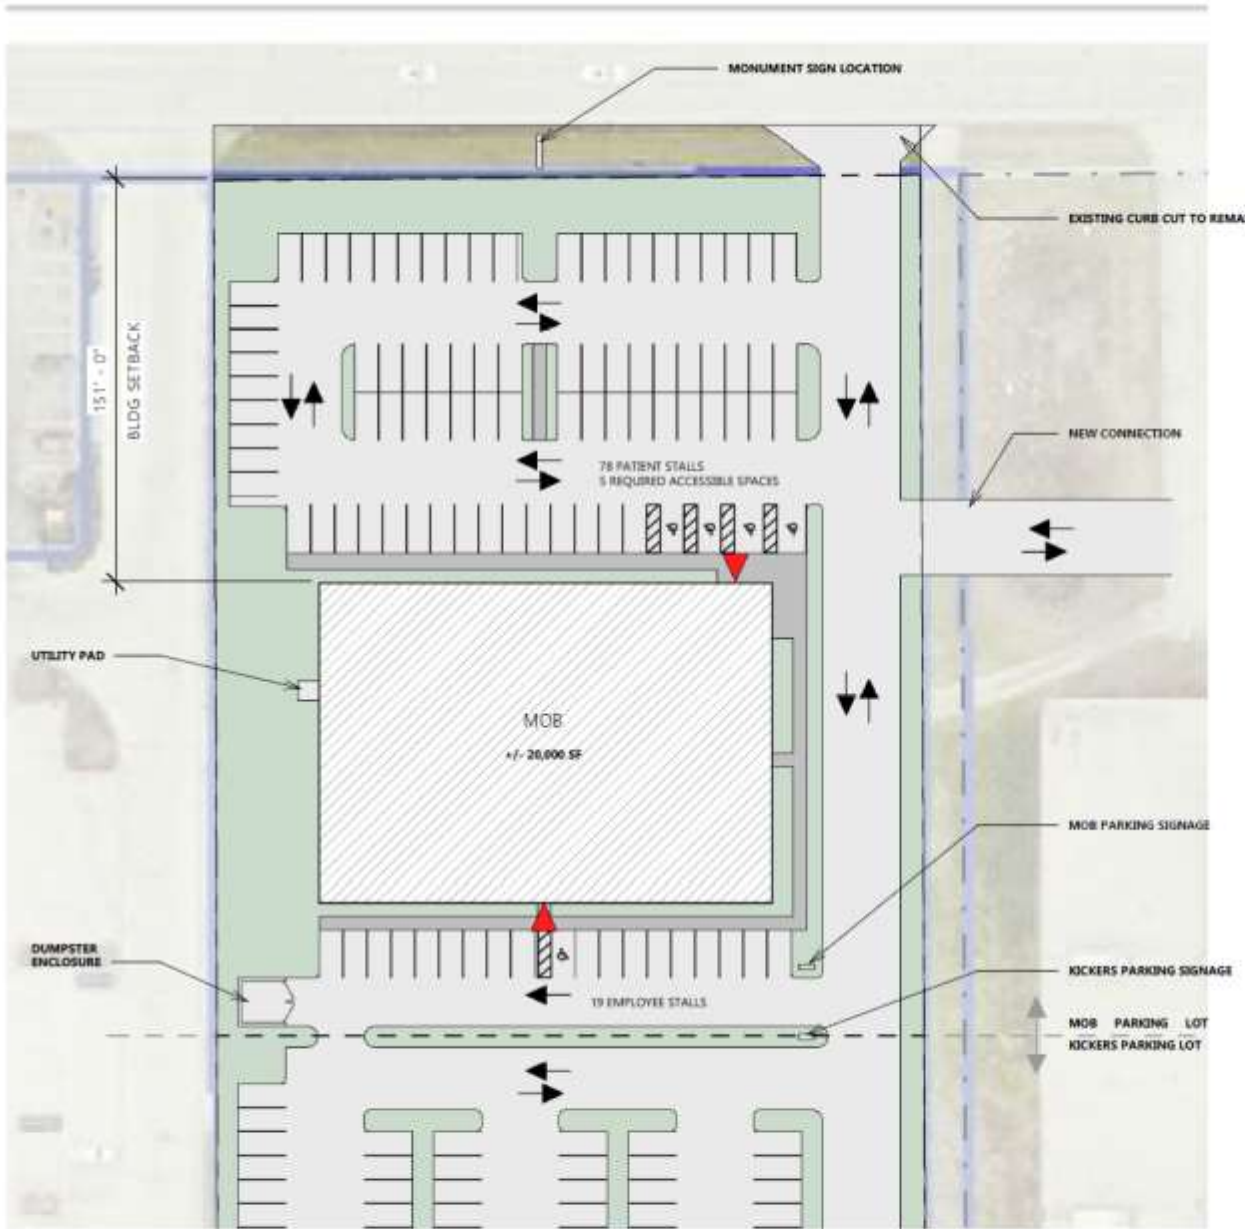 MONUMENT SIGN LOCATION
EXISTING CURB CUT TO REMA
151' - 0"
BLDG SETBACK
NEW CONNECTION
78 PATIENT STALLS
5 REQUIRED ACCESSIBLE SPACES
UTILITY PAD
MOB
+/- 20,000 SF
MOB PARKING SIGNAGE
DUMPSTER
ENCLOSURE
KICKERS PARKING SIGNAGE
19 EMPLOYEE STALLS
MOB PARKING LOT
KICKERS PARKING LOT